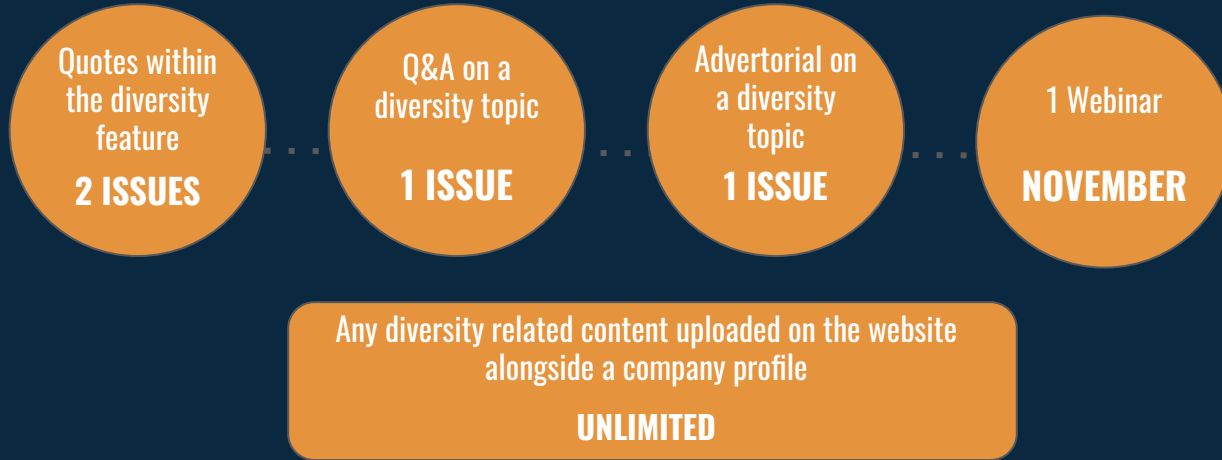 Quotes within
the diversity
feature
2 ISSUES
Q&A on a
diversity topic
1 ISSUE
Advertorial on
a diversity
topic
1 ISSUE
1 Webinar
NOVEMBER
Any diversity related content uploaded on the website
alongside a company profile
UNLIMITED